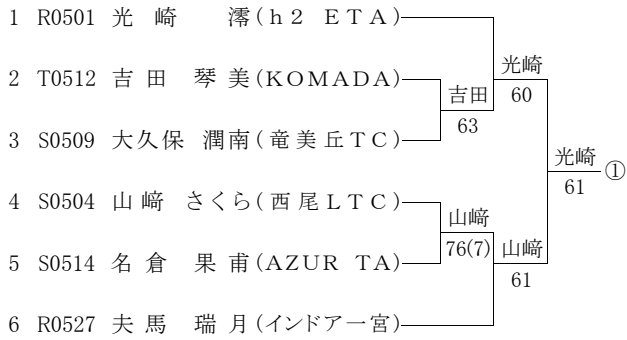 1 R0501 光崎 澪(h2 ETA)
光崎
2 T0512 吉田 琴美(KOMADA)
吉田
60
63
3 S0509 大久保 潤南(竜美丘TC)
光崎
①
61
4 S0504 山﨑 さくら(西尾LTC)
山﨑
76(7)
山﨑
5 S0514 名倉 果甫(AZUR TA)
61
6 R0527 夫馬 瑞月(インドアー宮)